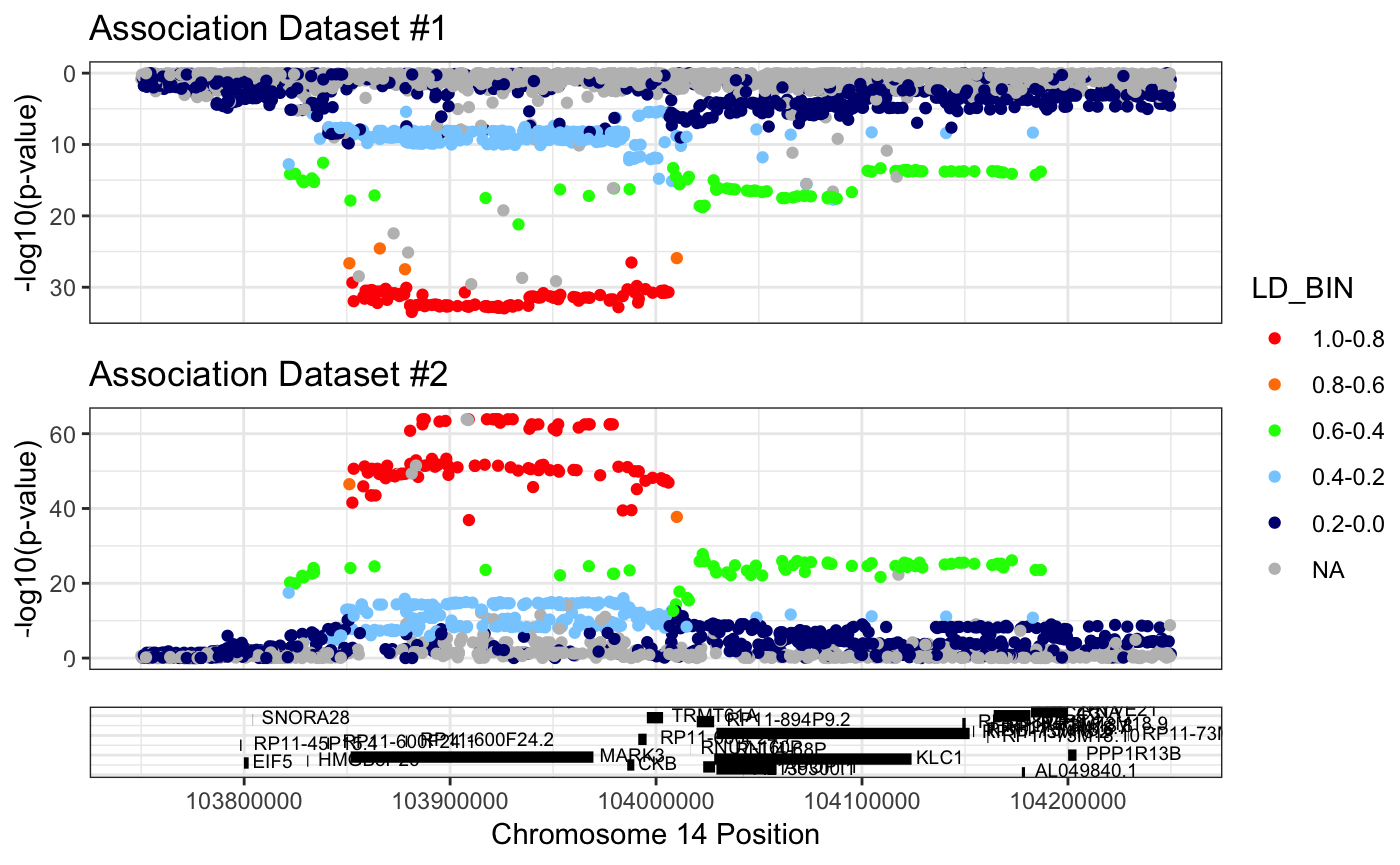 Association Dataset #1
0
10
20
30
-log10(p-value)
Association Dataset #2
60
40
20
0
-log10(p-value)
LD_BIN
1.0-0.8
0.8-0.6
0.6-0.4
0.4-0.2
0.2-0.0
NA
SNORA28
TRMT61A
RP11-894P9.2
RP11-600F24.2
EIF5
MARK3
CKB
KLC1
PPP1R13B
AL049840.1
103800000
103900000
104000000
104100000
104200000
Chromosome 14 Position